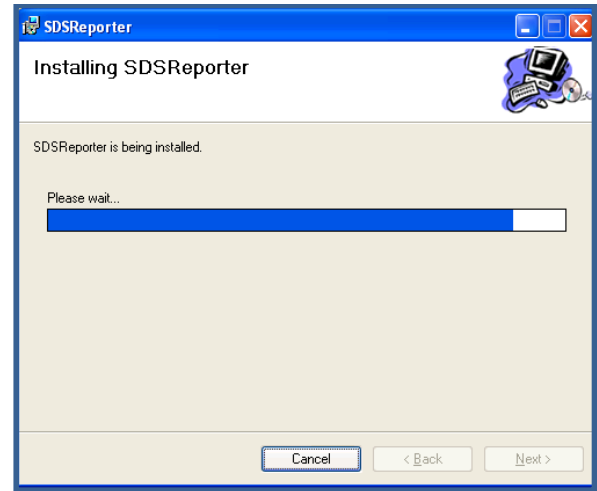 SDSReporter
Installing SDSReporter
SDSReporter is being installed.
Please wait...
Cancel
< Back
Next >